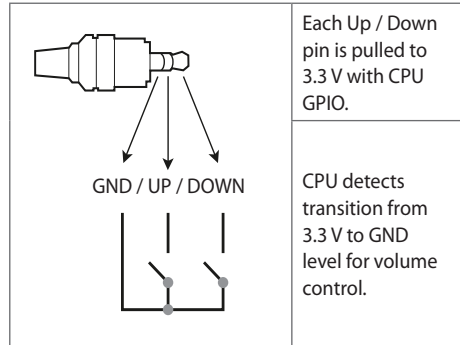 Each Up / Down
pin is pulled to
3.3 V with CPU
GPIO.
GND / UP / DOWN
CPU detects
transition from
3.3 V to GND
level for volume
control.